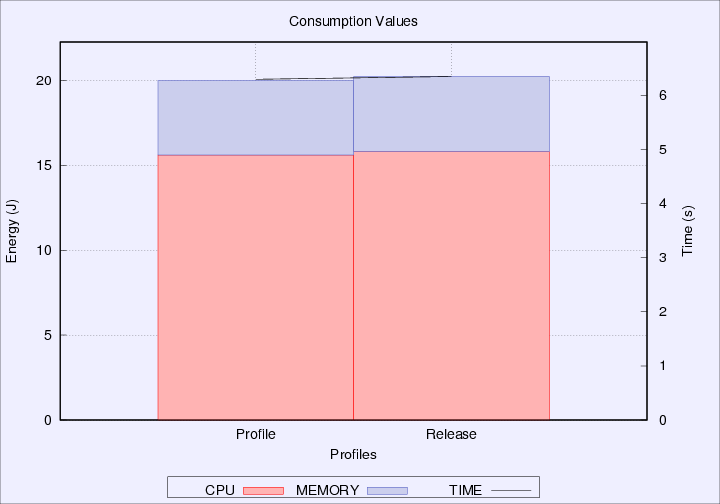 Consumption Values
20
15
10
5
0
Energy (J)
6
5
4
3
2
1
0
Time (s)
Profile Release
Profiles
CPU MEMORY TIME